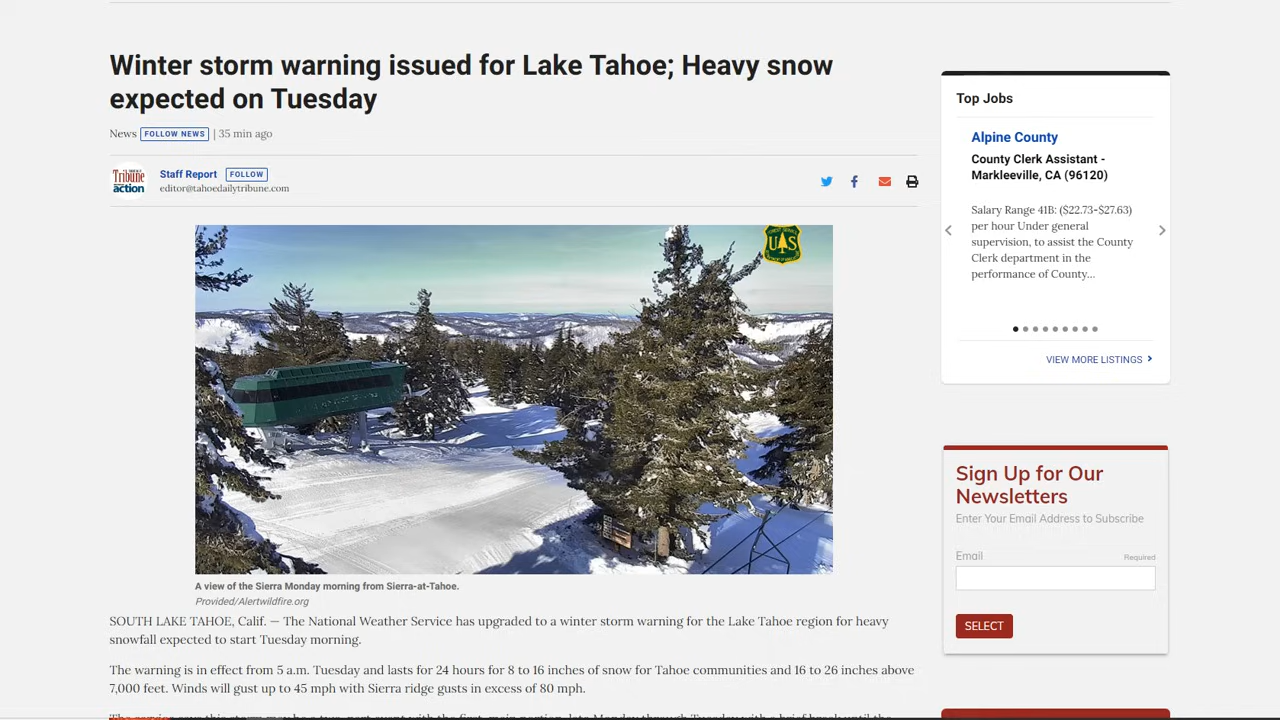 Winter storm warning issued for Lake Tahoe; Heavy snow
expected on Tuesday
News FOLLOW NEWS | 35 min ago
Tribune
action
Staff Report FOLLOW
editor@tahoedailytribune.com
U S
A view of the Sierra Monday morning from Sierra-at-Tahoe.
Provided/Alertwildfire.org
SOUTH LAKE TAHOE, Calif. — The National Weather Service has upgraded to a winter storm warning for the Lake Tahoe region for heavy
snowfall expected to start Tuesday morning.
The warning is in effect from 5 a.m. Tuesday and lasts for 24 hours for 8 to 16 inches of snow for Tahoe communities and 16 to 26 inches above
7,000 feet. Winds will gust up to 45 mph with Sierra ridge gusts in excess of 80 mph.
Top Jobs
Alpine County
County Clerk Assistant -
Markleeville, CA (96120)
Salary Range 41B: ($22.73-$27.63)
per hour Under general
supervision, to assist the County
Clerk department in the
performance of County...
VIEW MORE LISTINGS
Sign Up for Our
Newsletters
Enter Your Email Address to Subscribe
Email Required
SELECT